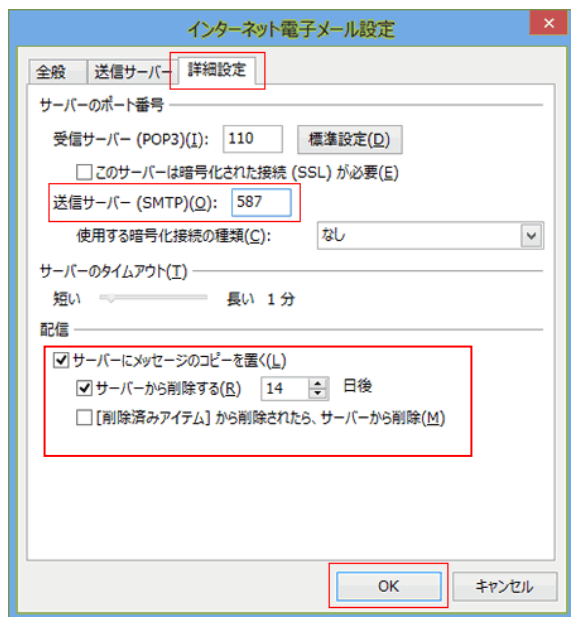 インターネット電子メール設定
全般 送信サーバー 詳細設定
サーバーのポート番号
受信サーバー (POP3)(I): 110 標準設定(D)
このサーバーは暗号化された接続 (SSL) が必要(E)
送信サーバー (SMTP)(O): 587
使用する暗号化接続の種類(C): なし
サーバーのタイムアウト(T)
短い 長い 1 分
配信
サーバーにメッセージのコピーを置く(L)
サーバーから削除する(R) 14 日後
[削除済みアイテム] から削除されたら、サーバーから削除(M)
OK キャンセル